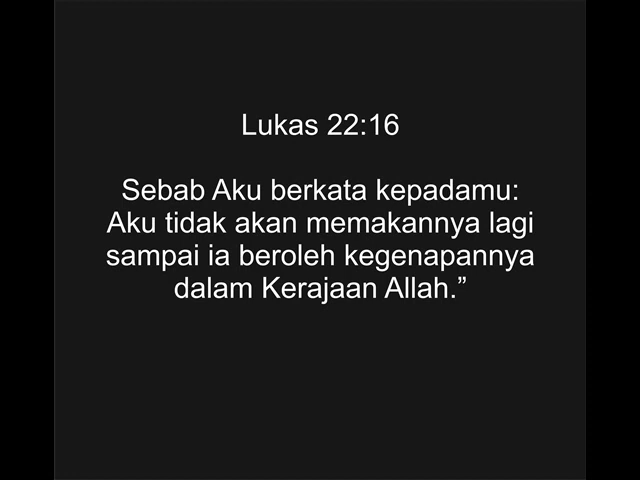 Lukas 22:16
Sebab Aku berkata kepadamu:
Aku tidak akan memakannya lagi
sampai ia beroleh kegenapannya
dalam Kerajaan Allah.”